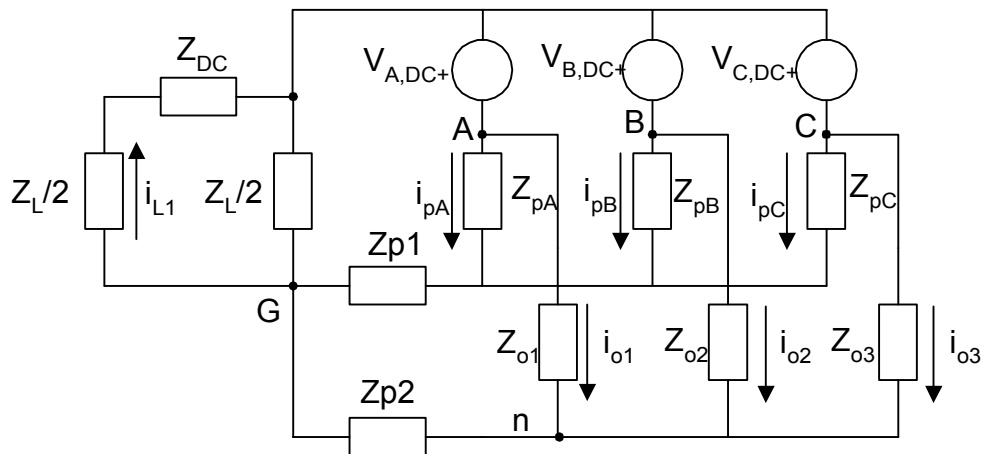 Z_DC
V_A,DC+
V_B,DC+
V_C,DC+
A
B
C
Z_L/2
i_L1
Z_L/2
i_pA
Z_pA
i_pB
Z_pB
i_pC
Z_pC
Zp1
G
Z_o1
i_o1
Z_o2
i_o2
Z_o3
i_o3
Zp2
n